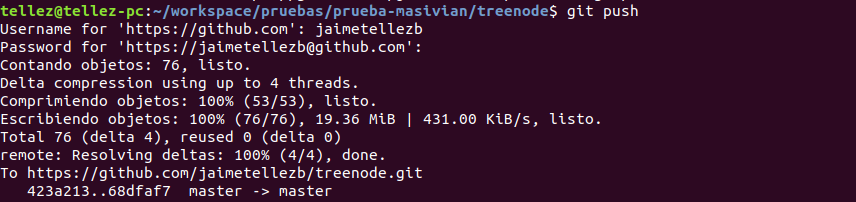 tellez@tellez-pc:~/workspace/pruebas/prueba-masivian/treenode$ git push
Username for 'https://github.com': jaimetellezb
Password for 'https://jaimetellezb@github.com':
Contando objetos: 76, listo.
Delta compression using up to 4 threads.
Comprimiendo objetos: 100% (53/53), listo.
Escribiendo objetos: 100% (76/76), 19.36 MiB | 431.00 KiB/s, listo.
Total 76 (delta 4), reused 0 (delta 0)
remote: Resolving deltas: 100% (4/4), done.
To https://github.com/jaimetellezb/treenode.git
   423a213..68dfaf7  master -> master